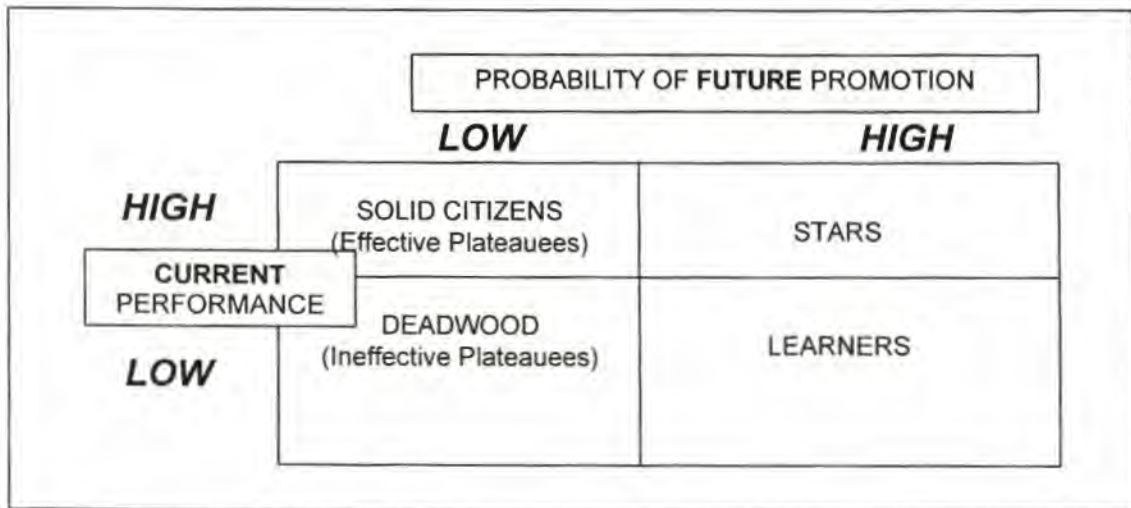 PROBABILITY OF FUTURE PROMOTION
LOW HIGH
HIGH
SOLID CITIZENS
(Effective Plateauees)
STARS
CURRENT
PERFORMANCE
DEADWOOD
(Ineffective Plateauees)
LEARNERS
LOW